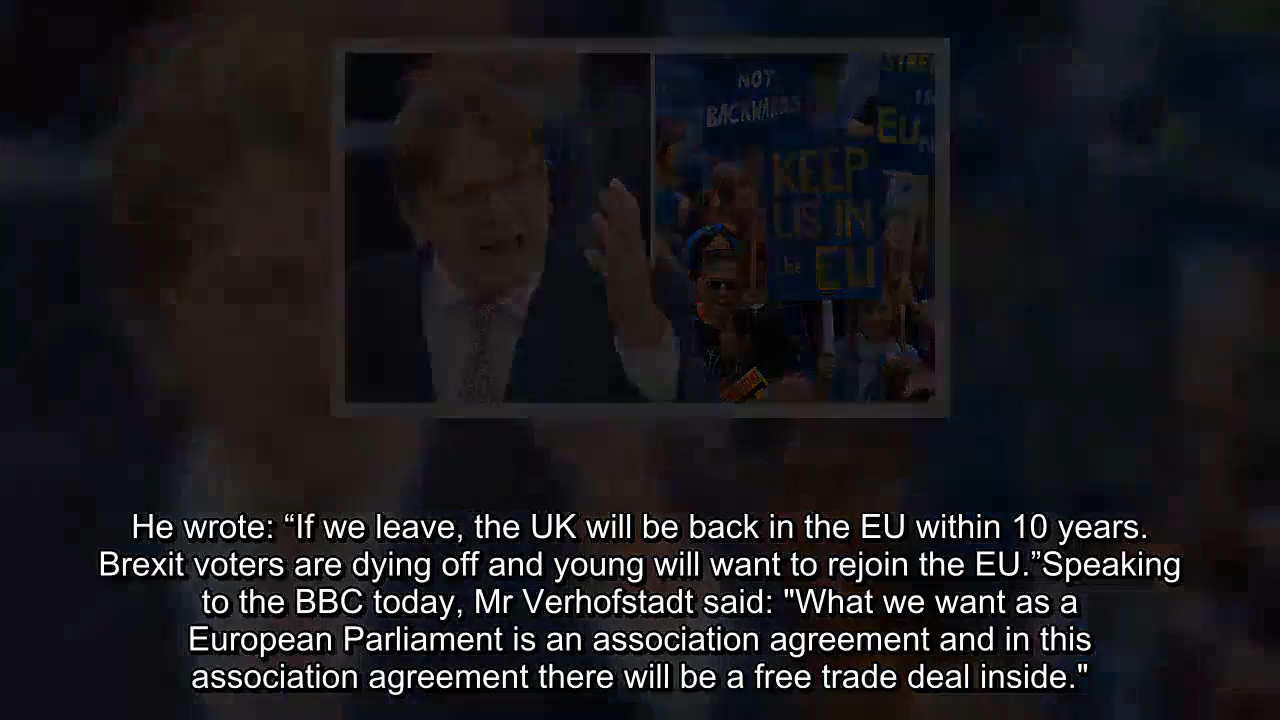 NOT
BACKWARDS
EU
KEEP
US IN
the EU
He wrote: “If we leave, the UK will be back in the EU within 10 years.
Brexit voters are dying off and young will want to rejoin the EU.”Speaking
to the BBC today, Mr Verhofstadt said: "What we want as a
European Parliament is an association agreement and in this
association agreement there will be a free trade deal inside."